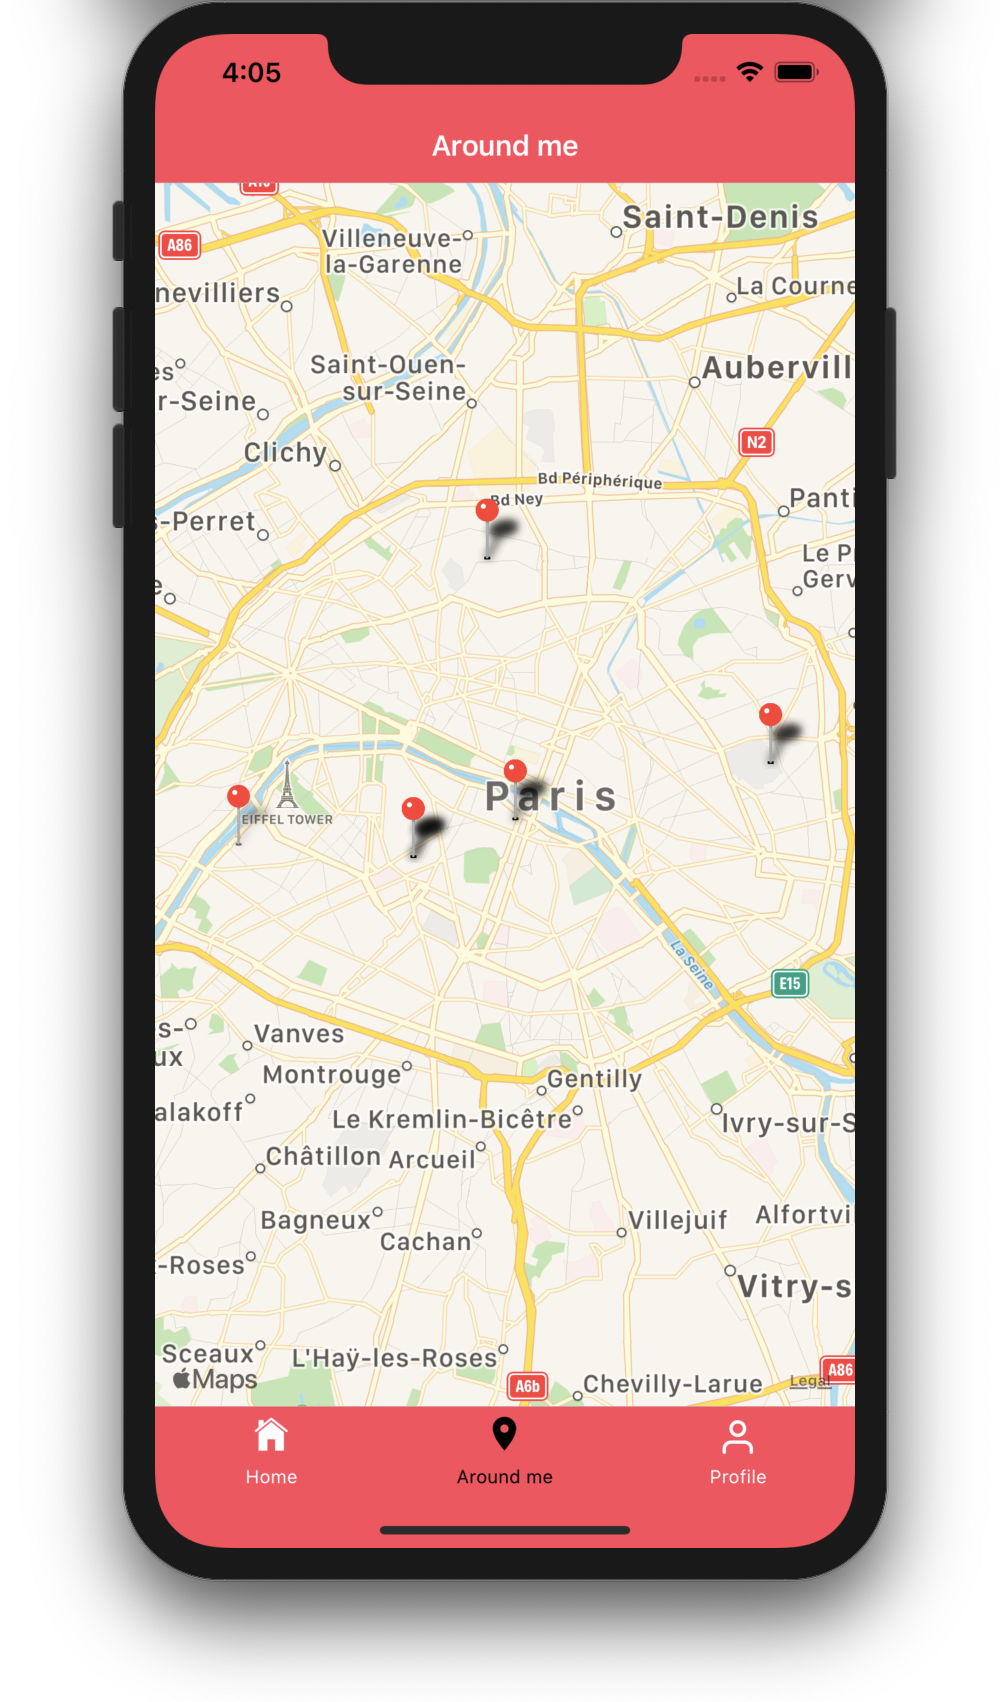 4:05
Around me
A86
Saint-Denis
Villeneuve-
la-Garenne
nevilliers
La Courne
Saint-Ouen-
sur-Seine
Aubervill
es
r-Seine
N2
Clichy
Bd Périphérique
Bd Ney
Panti
s-Perret
Le P
Gerv
e
Paris
EIFFEL TOWER
La Seine
E15
s-
ux
Vanves
Montrouge
Gentilly
alakoff
Le Kremlin-Bicêtre
Ivry-sur-S
Châtillon
Arcueil
Bagneux
Cachan
Villejuif
Alfortvi
-Roses
Vitry-s
Sceaux
L'Haÿ-les-Roses
Maps
A6b
Chevilly-Larue
Legal
A86
Home
Around me
Profile